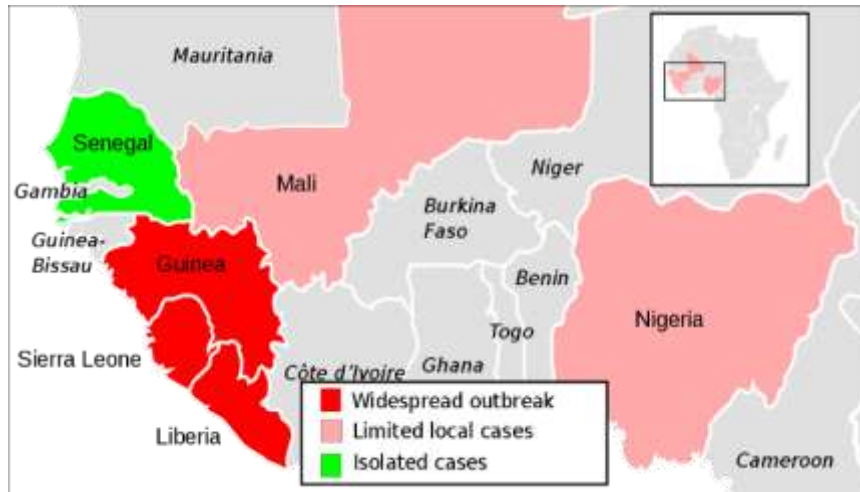 Mauritania
Senegal
Mali
Niger
Gambia
Burkina
Faso
Guinea-
Bissau
Guinea
Benin
Nigeria
Togo
Sierra Leone
Côte d'Ivoire
Ghana
Liberia
Cameroon
Widespread outbreak
Limited local cases
Isolated cases